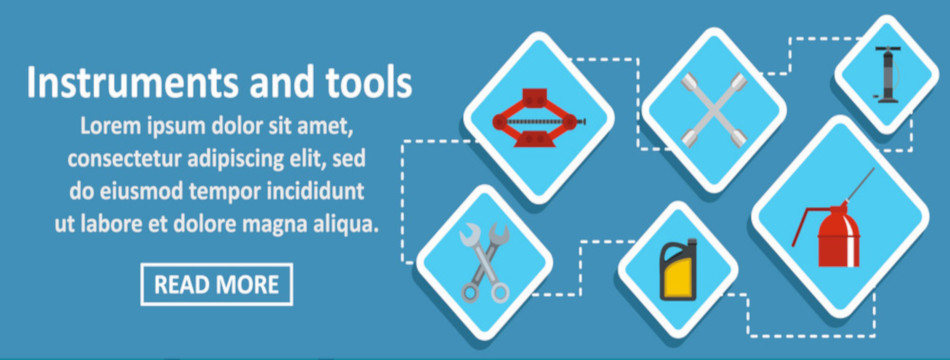 Instruments and tools
Lorem ipsum dolor sit amet,
consectetur adipiscing elit, sed
do eiusmod tempor incididunt
ut labore et dolore magna aliqua.
READ MORE